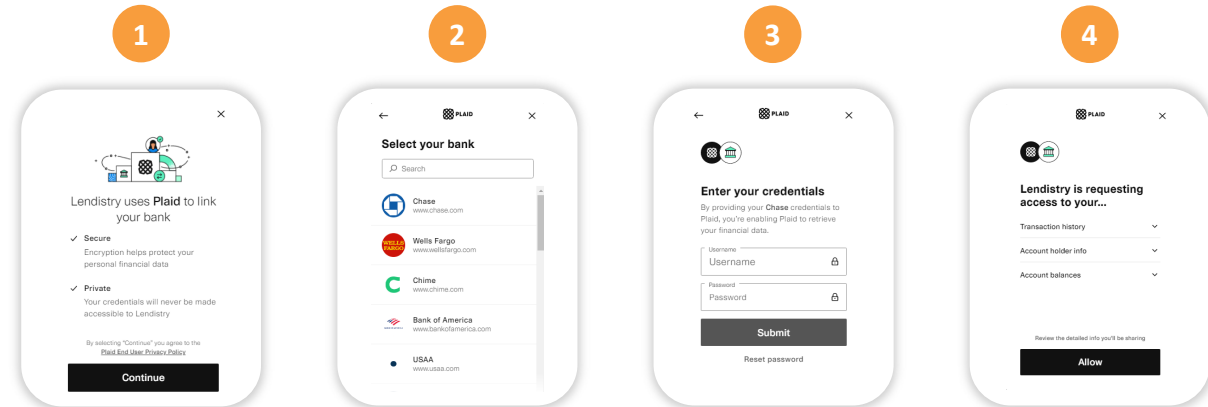 1
2
3
4
Lendistry uses Plaid to link
your bank
Secure
Encryption helps protect your
personal financial data
Private
Your credentials will never be made
accessible to Lendistry
By selecting "Continue" you agree to the
Plaid End User Privacy Policy
Continue
PLAID
Select your bank
Search
Chase
www.chase.com
WELLS
FARGO
Wells Fargo
www.wellsfargo.com
Chime
www.chime.com
Bank of America
www.bankofamerica.com
USAA
www.usaa.com
PLAID
Enter your credentials
By providing your Chase credentials to
Plaid, you're enabling Plaid to retrieve
your financial data.
Username
Username
Password
Password
Submit
Reset password
PLAID
Lendistry is requesting
access to your...
Transaction history
Account holder info
Account balances
Review the detailed info you'll be sharing
Allow